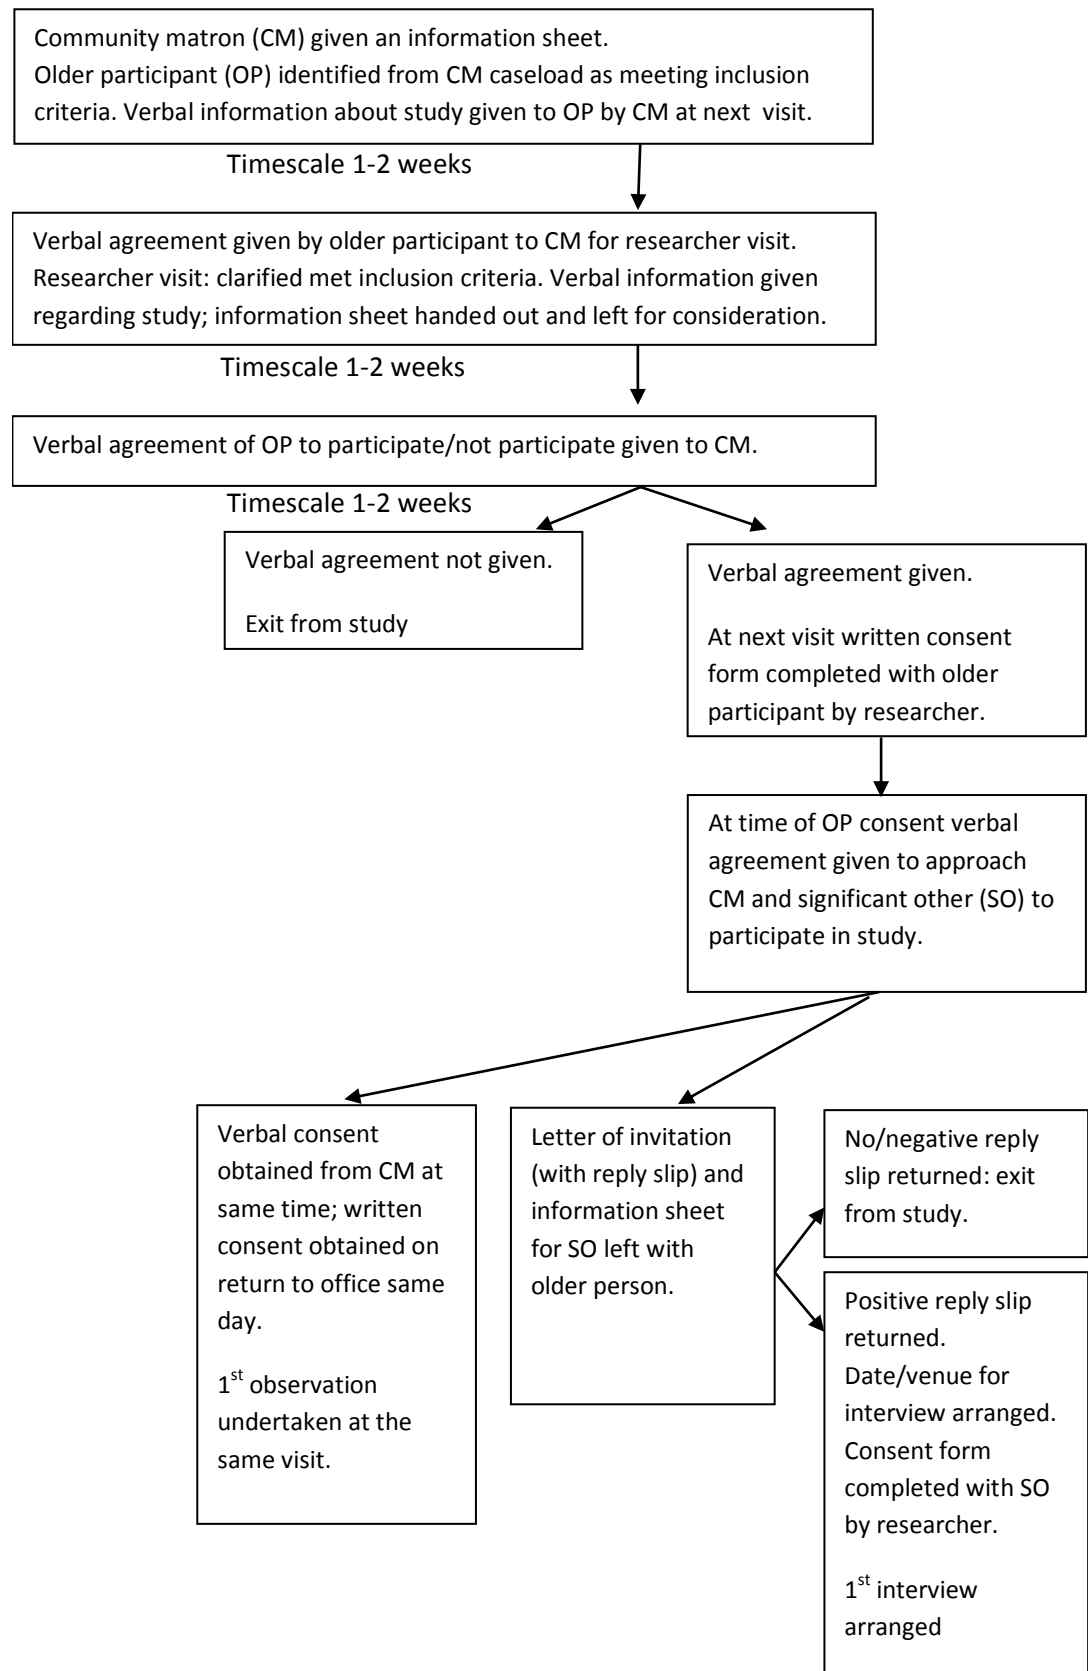 Community matron (CM) given an information sheet.
Older participant (OP) identified from CM caseload as meeting inclusion
criteria. Verbal information about study given to OP by CM at next  visit.
Timescale 1-2 weeks
Verbal agreement given by older participant to CM for researcher visit.
Researcher visit: clarified met inclusion criteria. Verbal information given
regarding study; information sheet handed out and left for consideration.
Timescale 1-2 weeks
Verbal agreement of OP to participate/not participate given to CM.
Timescale 1-2 weeks
Verbal agreement not given.
Exit from study
Verbal agreement given.
At next visit written consent
form completed with older
participant by researcher.
At time of OP consent verbal
agreement given to approach
CM and significant other (SO) to
participate in study.
Verbal consent
obtained from CM at
same time; written
consent obtained on
return to office same
day.
1st observation
undertaken at the
same visit.
Letter of invitation
(with reply slip) and
information sheet
for SO left with
older person.
No/negative reply
slip returned: exit
from study.
Positive reply slip
returned.
Date/venue for
interview arranged.
Consent form
completed with SO
by researcher.
1st interview
arranged